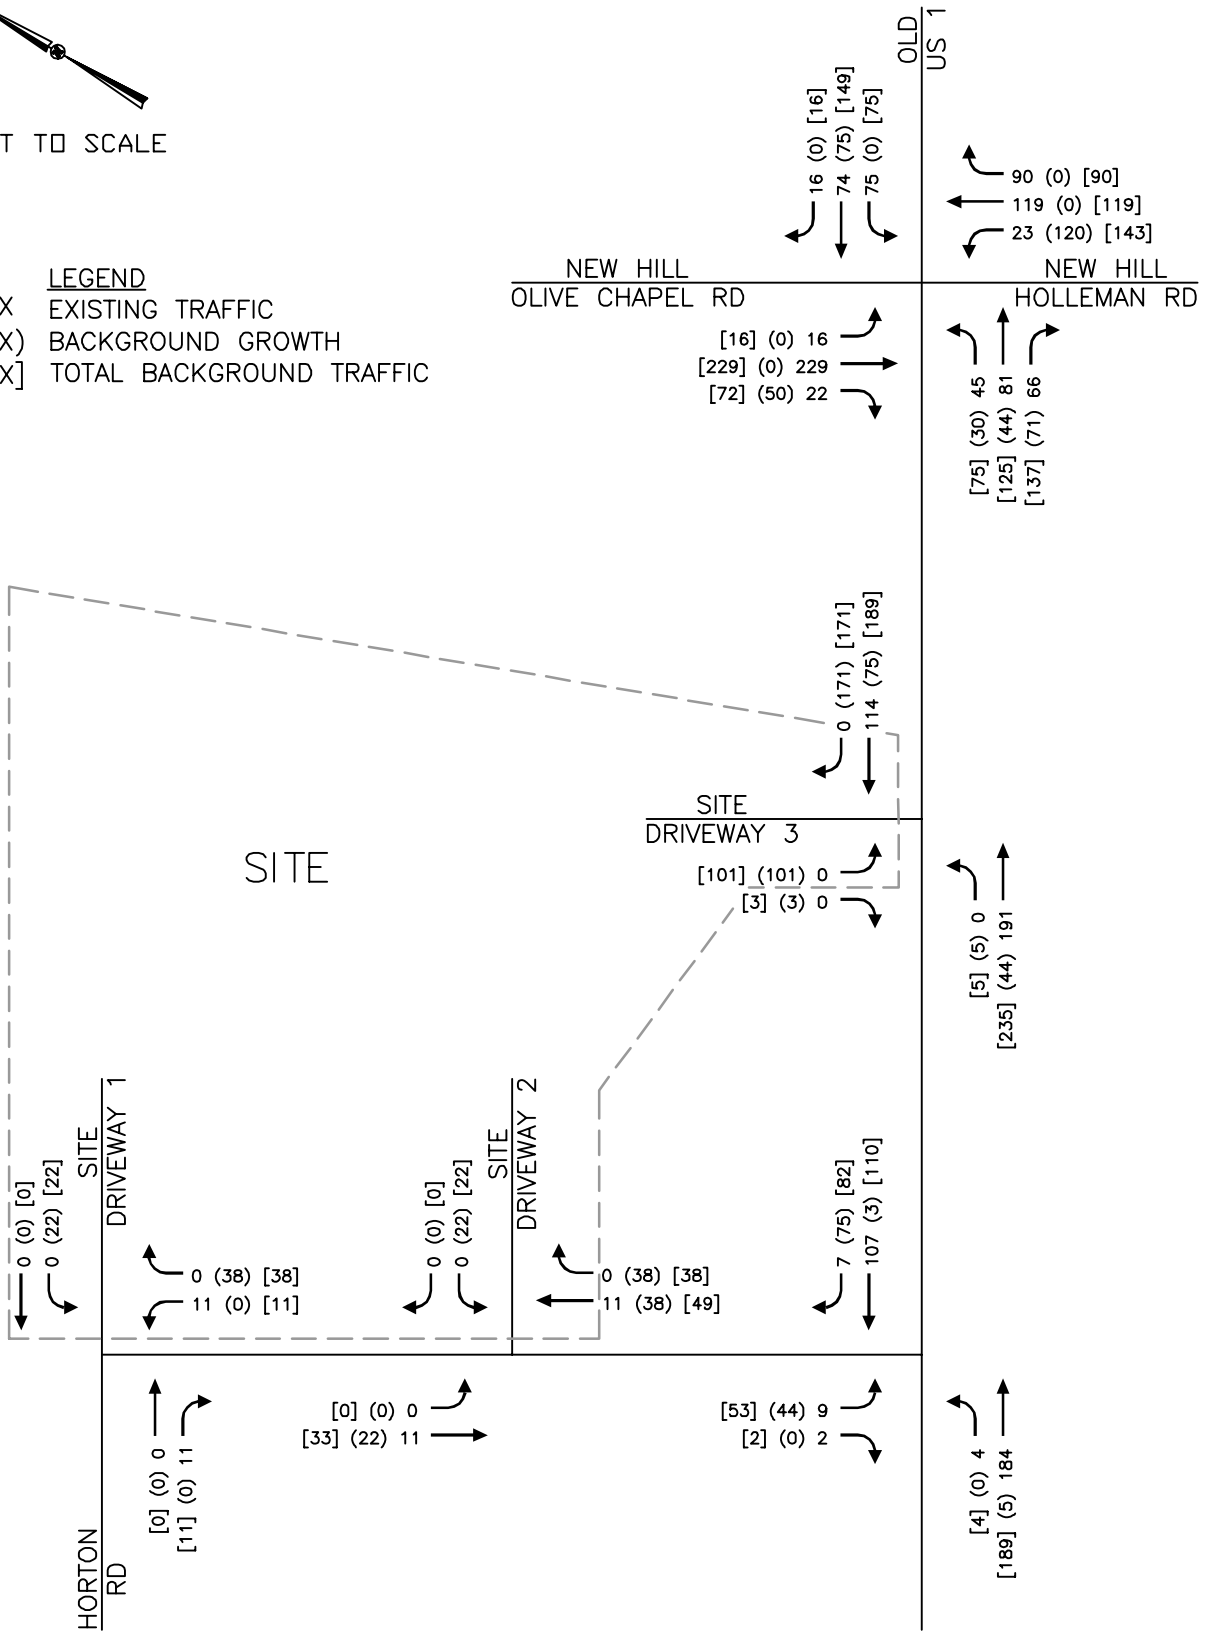 OLD
US 1
T TO SCALE
16 (0) [16]
74 (75) [149]
75 (0) [75]
90 (0) [90]
119 (0) [119]
23 (120) [143]
LEGEND
X EXISTING TRAFFIC
X) BACKGROUND GROWTH
X] TOTAL BACKGROUND TRAFFIC
NEW HILL
OLIVE CHAPEL RD
NEW HILL
HOLLEMAN RD
[16] (0) 16
[229] (0) 229
[72] (50) 22
[75] (30) 45
[125] (44) 81
[137] (71) 66
0 (171) [171]
114 (75) [189]
SITE
DRIVEWAY 3
SITE
[101] (101) 0
[3] (3) 0
[5] (5) 0
[235] (44) 191
SITE
DRIVEWAY 1
SITE
DRIVEWAY 2
0 (0) [0]
0 (22) [22]
0 (38) [38]
11 (0) [11]
0 (0) [0]
0 (22) [22]
0 (38) [38]
11 (38) [49]
7 (75) [82]
107 (3) [110]
[0] (0) 0
[11] (0) 11
[0] (0) 0
[33] (22) 11
[53] (44) 9
[2] (0) 2
[4] (0) 4
[189] (5) 184
HORTON
RD